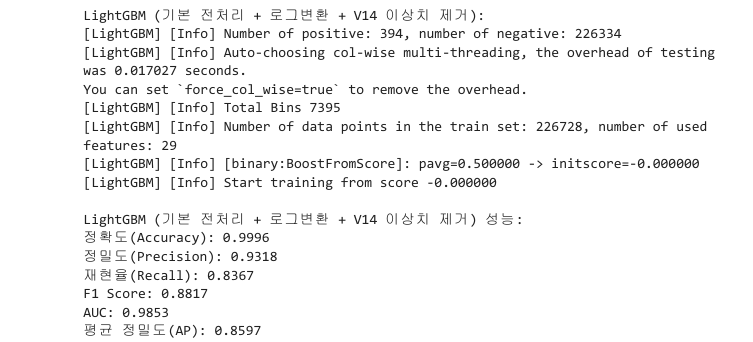 LightGBM (기본 전처리 + 로그변환 + V14 이상치 제거):
[LightGBM] [Info] Number of positive: 394, number of negative: 226334
[LightGBM] [Info] Auto-choosing col-wise multi-threading, the overhead of testing
was 0.017027 seconds.
You can set `force_col_wise=true` to remove the overhead.
[LightGBM] [Info] Total Bins 7395
[LightGBM] [Info] Number of data points in the train set: 226728, number of used
features: 29
[LightGBM] [Info] [binary:BoostFromScore]: pavg=0.500000 -> initscore=-0.000000
[LightGBM] [Info] Start training from score -0.000000
LightGBM (기본 전처리 + 로그변환 + V14 이상치 제거) 성능:
정확도(Accuracy): 0.9996
정밀도(Precision): 0.9318
재현율(Recall): 0.8367
F1 Score: 0.8817
AUC: 0.9853
평균 정밀도(AP): 0.8597